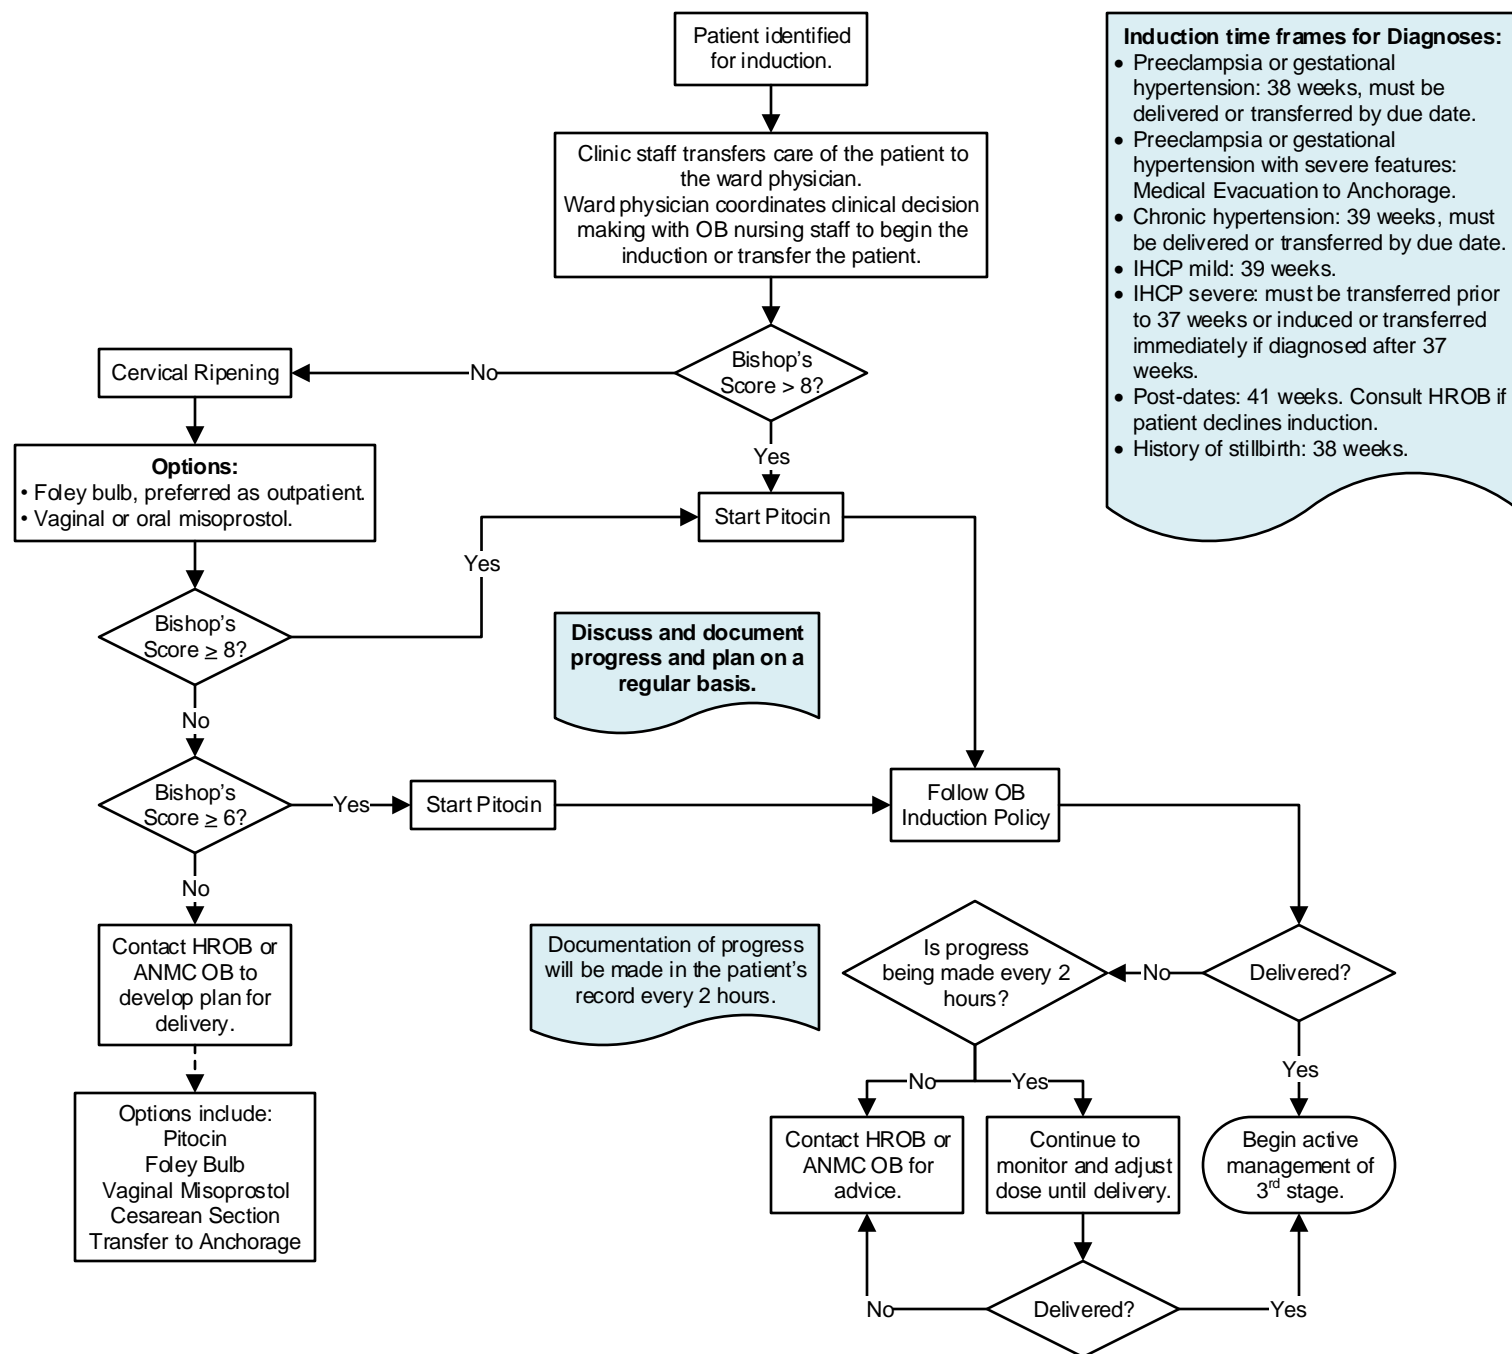 Patient identified
for induction.
Clinic staff transfers care of the patient to
the ward physician.
Ward physician coordinates clinical decision
making with OB nursing staff to begin the
induction or transfer the patient.
Induction time frames for Diagnoses:
• Preeclampsia or gestational
hypertension: 38 weeks, must be
delivered or transferred by due date.
• Preeclampsia or gestational
hypertension with severe features:
Medical Evacuation to Anchorage.
• Chronic hypertension: 39 weeks, must
be delivered or transferred by due date.
• IHCP mild: 39 weeks.
• IHCP severe: must be transferred prior
to 37 weeks or induced or transferred
immediately if diagnosed after 37
weeks.
• Post-dates: 41 weeks. Consult HROB if
patient declines induction.
• History of stillbirth: 38 weeks.
Bishop's
Score > 8?
No
Cervical Ripening
Yes
Options:
• Foley bulb, preferred as outpatient.
• Vaginal or oral misoprostol.
Start Pitocin
Yes
Bishop's
Score ≥ 8?
Discuss and document
progress and plan on a
regular basis.
No
Bishop's
Score ≥ 6?
Yes
Start Pitocin
Follow OB
Induction Policy
No
Contact HROB or
ANMC OB to
develop plan for
delivery.
Documentation of progress
will be made in the patient's
record every 2 hours.
Is progress
being made every 2
hours?
No
Delivered?
Yes
No
Yes
Options include:
Pitocin
Foley Bulb
Vaginal Misoprostol
Cesarean Section
Transfer to Anchorage
Contact HROB or
ANMC OB for
advice.
Continue to
monitor and adjust
dose until delivery.
Begin active
management of
3rd stage.
No
Delivered?
Yes